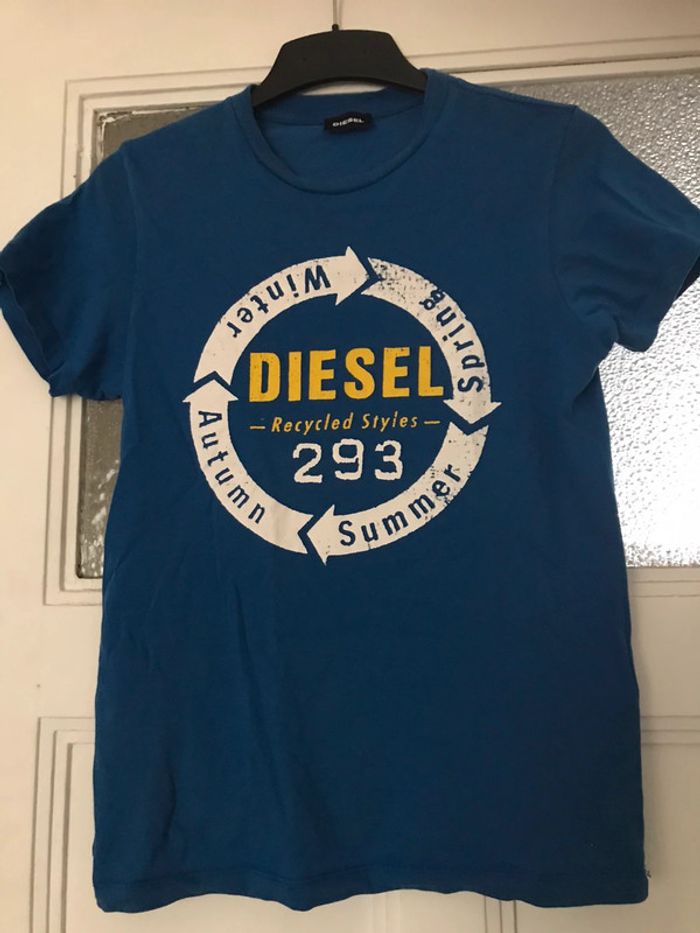 DIESEL
Winter
Spring
DIESEL
- Recycled Styles -
293
Autumn
Summer